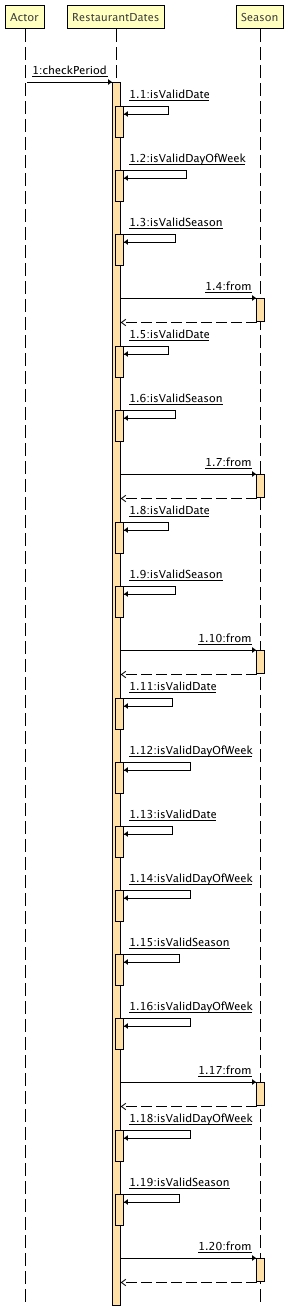 Actor RestaurantDates Season
1:checkPeriod
1.1:isValidDate
1.2:isValidDayOfWeek
1.3:isValidSeason
1.4:from
1.5:isValidDate
1.6:isValidSeason
1.7:from
1.8:isValidDate
1.9:isValidSeason
1.10:from
1.11:isValidDate
1.12:isValidDayOfWeek
1.13:isValidDate
1.14:isValidDayOfWeek
1.15:isValidSeason
1.16:isValidDayOfWeek
1.17:from
1.18:isValidDayOfWeek
1.19:isValidSeason
1.20:from